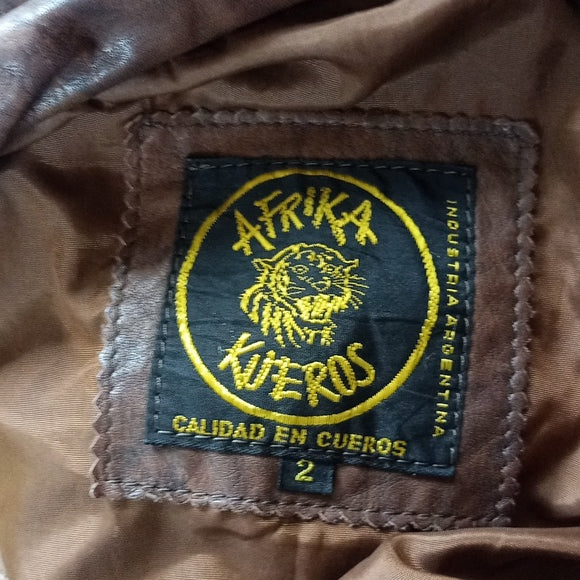 AFRIKA
KUEROS
CALIDAD EN CUEROS
INDUSTRIA ARGENTINA
2